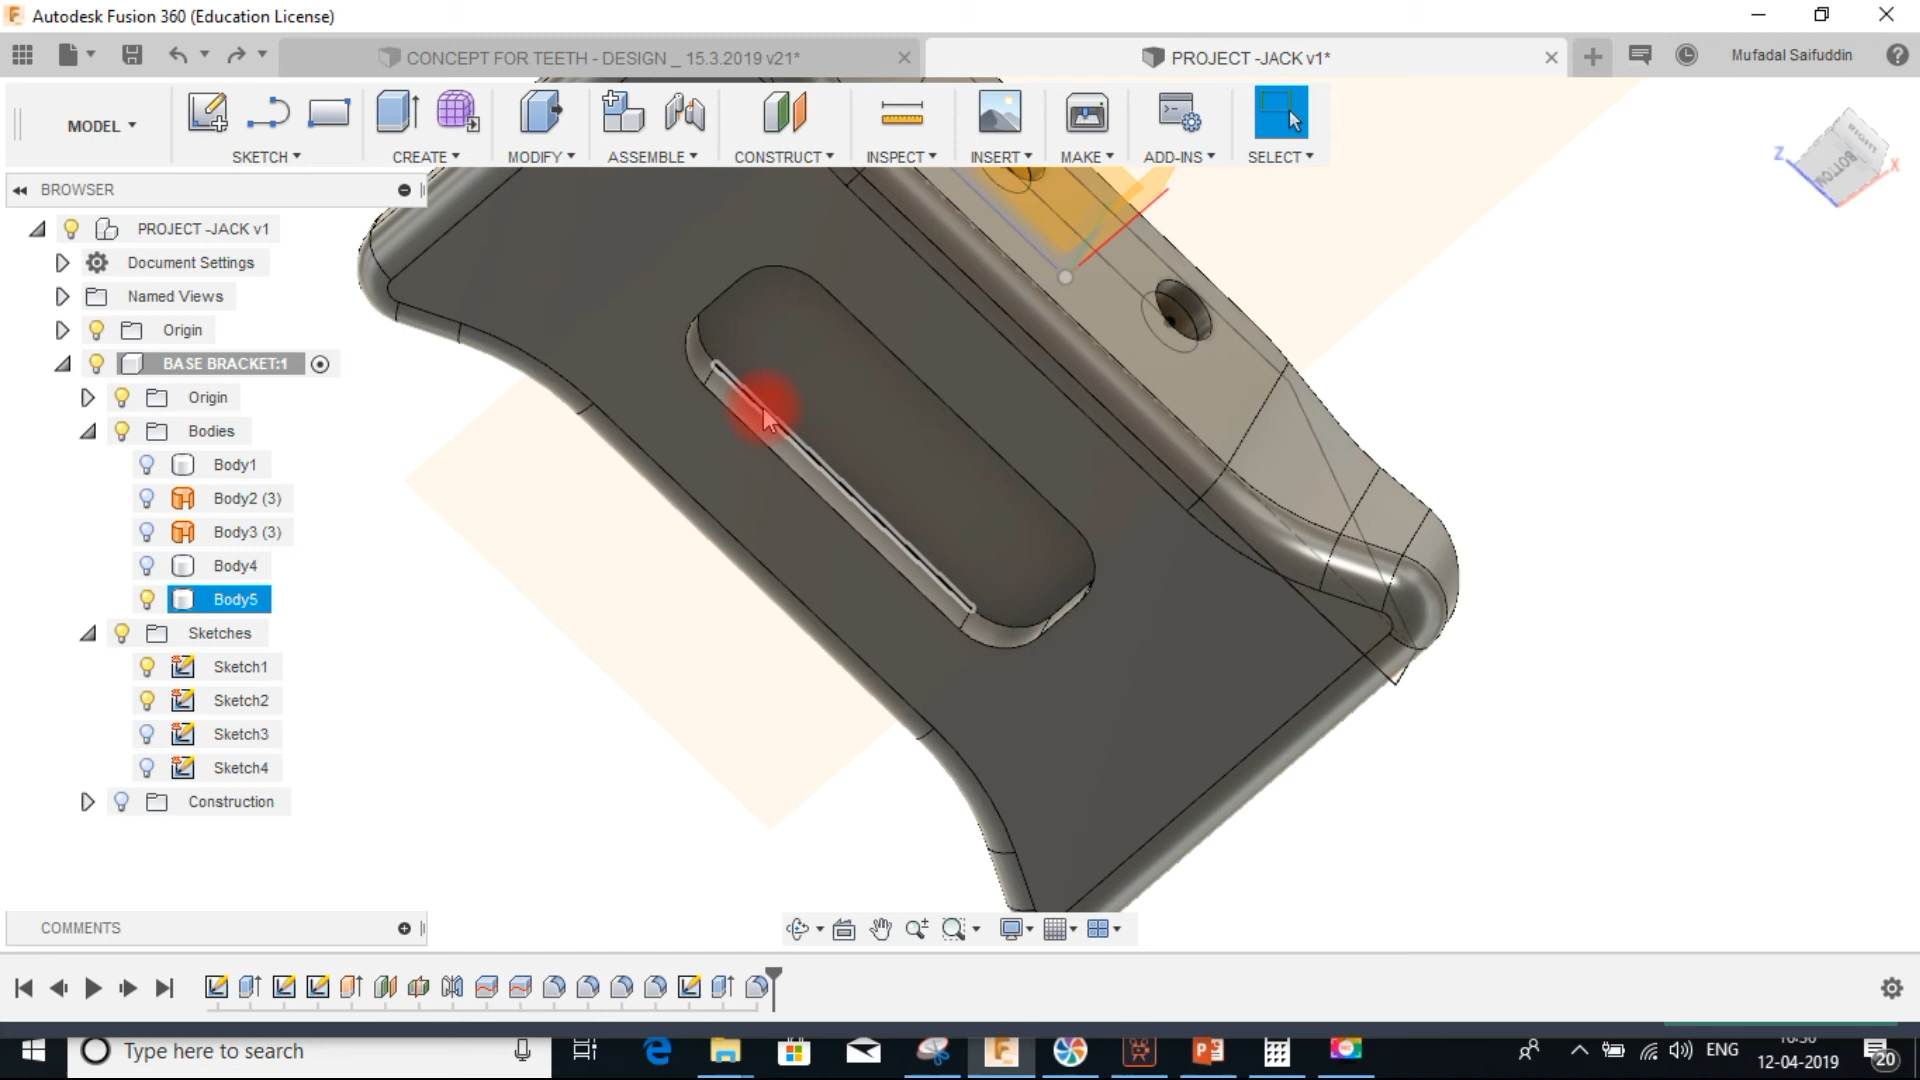 Autodesk Fusion 360 (Education License)
CONCEPT FOR TEETH - DESIGN _ 15.3.2019 v21*
PROJECT -JACK v1*
Mufadal Saifuddin
MODEL
SKETCH
CREATE
MODIFY
ASSEMBLE
CONSTRUCT
INSPECT
INSERT
MAKE
ADD-INS
SELECT
Z
X
BOTTOM
BROWSER
PROJECT -JACK v1
Document Settings
Named Views
Origin
BASE BRACKET:1
Origin
Bodies
Body1
Body2 (3)
Body3 (3)
Body4
Body5
Sketches
Sketch1
Sketch2
Sketch3
Sketch4
Construction
COMMENTS
Type here to search
ENG
12-04-2019
20